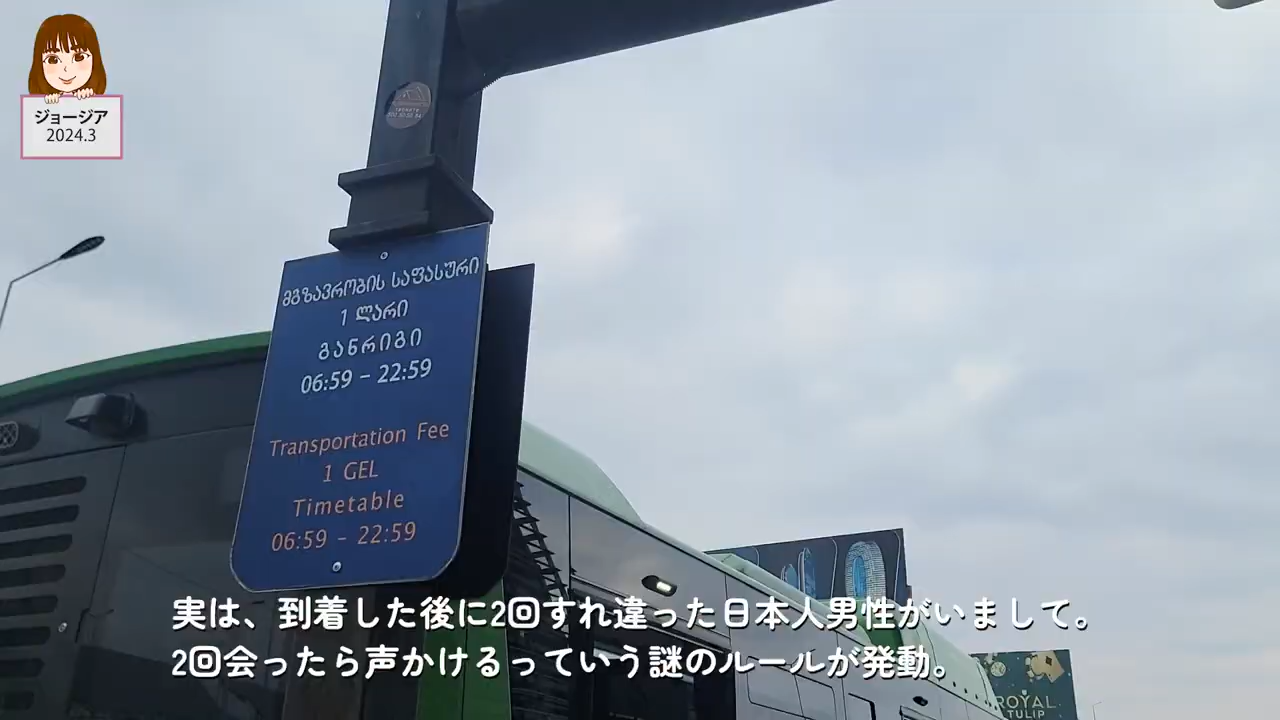 ジョージア
2024.3
მგზავრობის საფასური
1 ლარი
განრიგი
06:59 – 22:59
Transportation Fee
1 GEL
Timetable
06:59 – 22:59
ROYAL
TULIP
実は、到着した後に2回すれ違った日本人男性がいまして。
2回会ったら声かけるっていう謎のルールが発動。